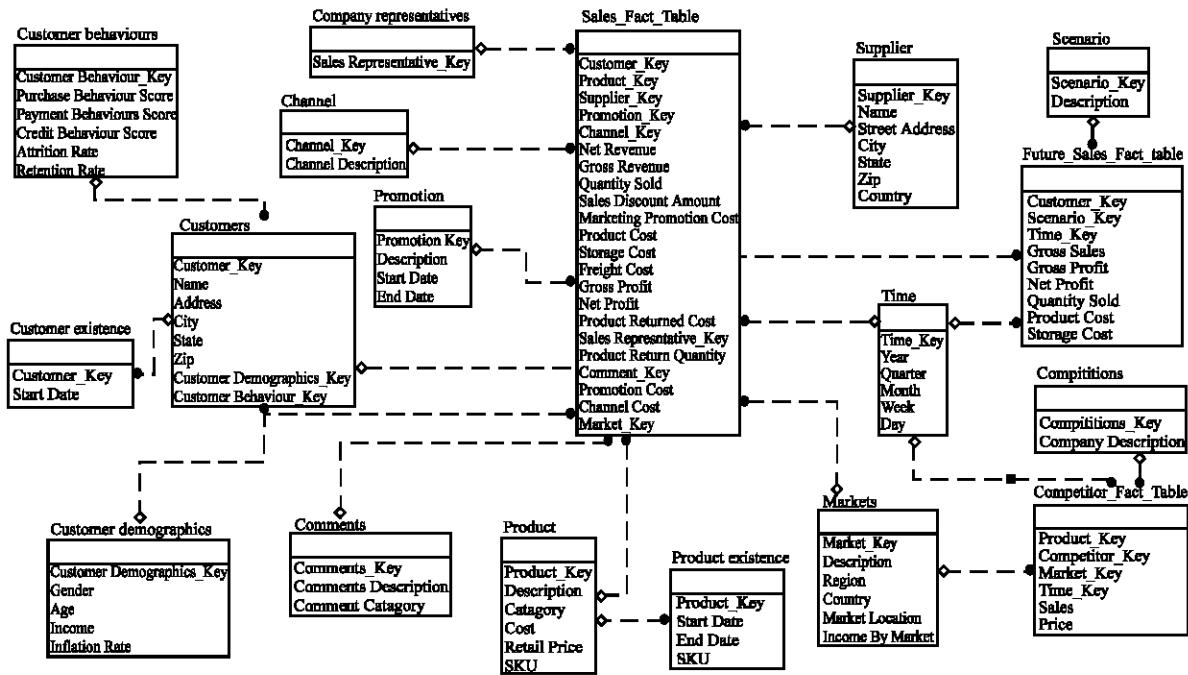 Customer behaviours
Customer Behaviour_Key
Purchase Behaviour Score
Payment Behaviours Score
Credit Behaviour Score
Attrition Rate
Retention Rate
Company representatives
Sales Representative_Key
Channel
Channel_Key
Channel Description
Promotion
Promotion Key
Description
Start Date
End Date
Customers
Customer_Key
Name
Address
City
State
Zip
Customer Demographics_Key
Customer Behaviour_Key
Customer existence
Customer_Key
Start Date
Customer demographics
Customer Demographics_Key
Gender
Age
Income
Inflation Rate
Comments
Comments_Key
Comments Description
Comment Catagory
Sales_Fact_Table
Customer_Key
Product_Key
Supplier_Key
Promotion_Key
Channel_Key
Net Revenue
Gross Revenue
Quantity Sold
Sales Discount Amount
Marketing Promotion Cost
Product Cost
Storage Cost
Freight Cost
Gross Profit
Net Profit
Product Returned Cost
Sales Represntative_Key
Product Return Quantity
Comment_Key
Promotion Cost
Channel Cost
Market_Key
Product
Product_Key
Description
Catagory
Cost
Retail Price
SKU
Product existence
Product_Key
Start Date
End Date
SKU
Supplier
Supplier_Key
Name
Street Address
City
State
Zip
Country
Scenario
Scenario_Key
Description
Future_Sales_Fact_table
Customer_Key
Scenario_Key
Time_Key
Gross Sales
Gross Profit
Net Profit
Quantity Sold
Product Cost
Storage Cost
Time
Time_Key
Year
Quarter
Month
Week
Day
Compititions
Compititions_Key
Company Description
Markets
Market_Key
Description
Region
Country
Market Location
Income By Market
Competitor_Fact_Table
Product_Key
Competitor_Key
Market_Key
Time_Key
Sales
Price